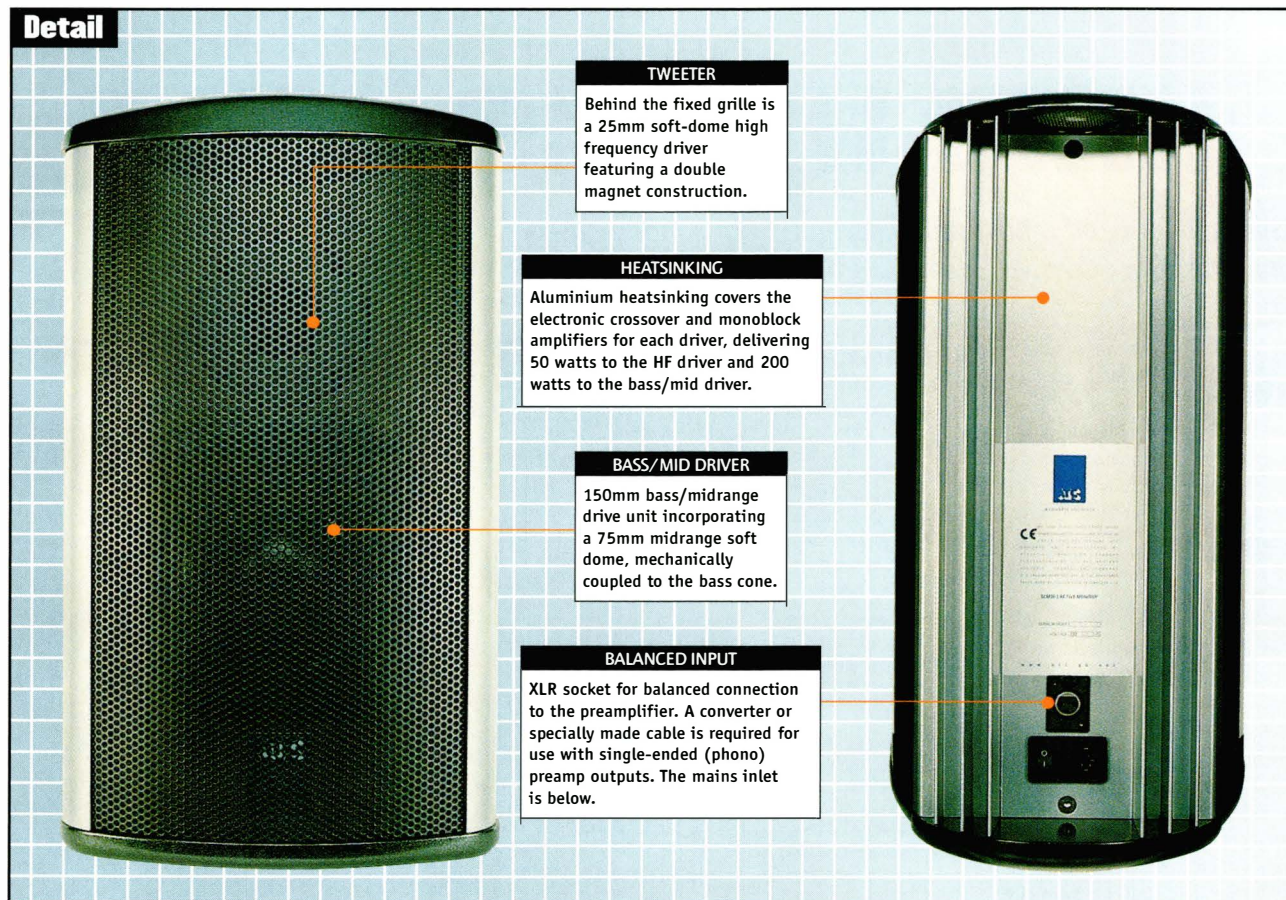 Detail
TWEETER
Behind the fixed grille is
a 25mm soft-dome high
frequency driver
featuring a double
magnet construction.
HEATSINKING
Aluminium heatsinking covers the
electronic crossover and monoblock
amplifiers for each driver, delivering
50 watts to the HF driver and 200
watts to the bass/mid driver.
BASS/MID DRIVER
150mm bass/midrange
drive unit incorporating
a 75mm midrange soft
dome, mechanically
coupled to the bass cone.
BALANCED INPUT
XLR socket for balanced connection
to the preamplifier. A converter or
specially made cable is required for
use with single-ended (phono)
preamp outputs. The mains inlet
is below.
CE